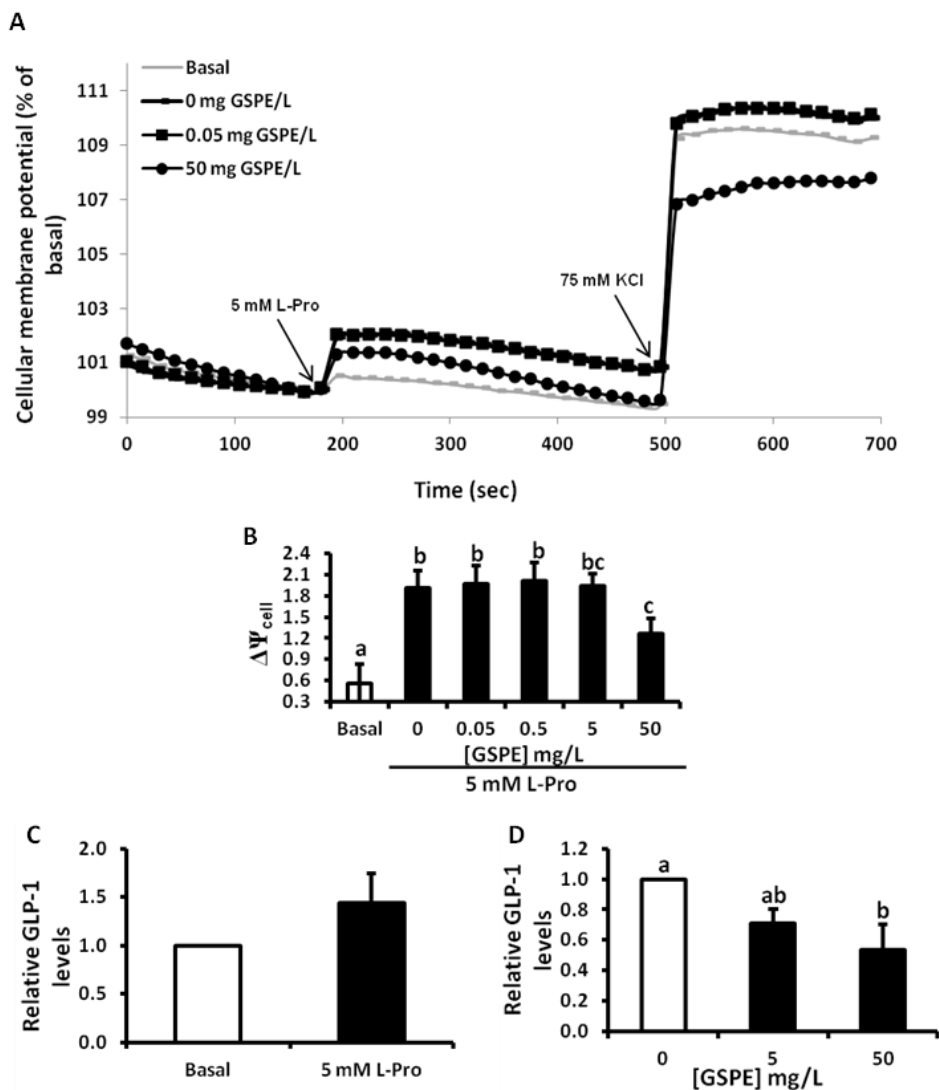 A
Cellular membrane potential (% of
basal)
111
109
107
105
103
101
99
Basal
0 mg GSPE/L
0.05 mg GSPE/L
50 mg GSPE/L
5 mM L-Pro
75 mM KCl
0 100 200 300 400 500 600 700
Time (sec)
B
ΔΨcell
2.4
2.1
1.8
1.5
1.2
0.9
0.6
0.3
a b b b bc c
Basal 0 0.05 0.5 5 50
[GSPE] mg/L
5 mM L-Pro
C
Relative GLP-1
levels
2.0
1.5
1.0
0.5
0.0
Basal 5 mM L-Pro
D
Relative GLP-1
levels
1.2
1.0
0.8
0.6
0.4
0.2
0.0
a ab b
0 5 50
[GSPE] mg/L